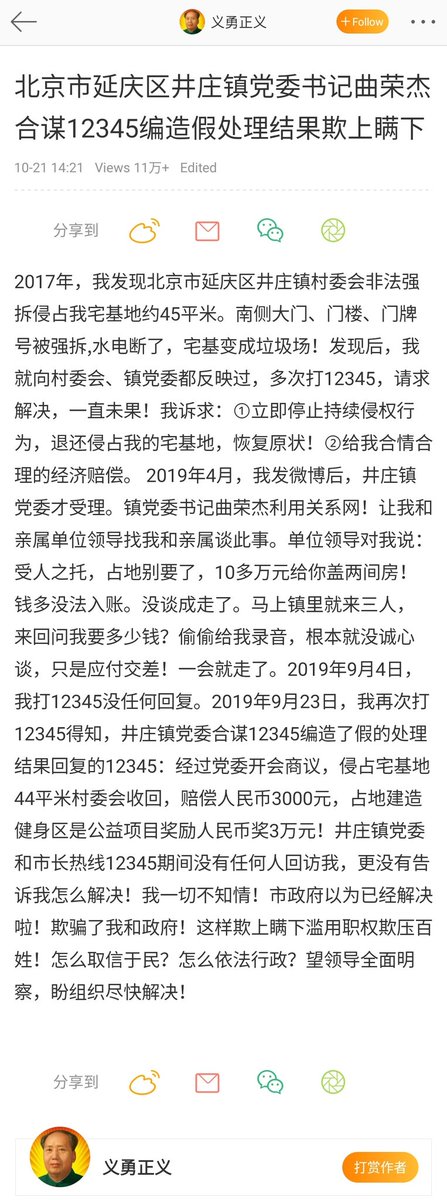 义勇正义
+ Follow
北京市延庆区井庄镇党委书记曲荣杰
合谋12345编造假处理结果欺上瞒下
10-21 14:21 Views 11万+ Edited
分享到
2017年，我发现北京市延庆区井庄镇村委会非法强
拆侵占我宅基地约45平米。南侧大门、门楼、门牌
号被强拆,水电断了，宅基变成垃圾场！发现后，我
就向村委会、镇党委都反映过，多次打12345，请求
解决，一直未果！我诉求：①立即停止持续侵权行
为，退还侵占我的宅基地，恢复原状！②给我合情合
理的经济赔偿。 2019年4月，我发微博后，井庄镇
党委才受理。镇党委书记曲荣杰利用关系网！让我和
亲属单位领导找我和亲属谈此事。单位领导对我说：
受人之托，占地别要了，10多万元给你盖两间房！
钱多没法入账。没谈成走了。马上镇里就来三人，
来回问我要多少钱？偷偷给我录音，根本就没诚心
谈，只是应付交差！一会就走了。2019年9月4日，
我打12345没任何回复。2019年9月23日，我再次打
12345得知，井庄镇党委合谋12345编造了假的处理
结果回复的12345：经过党委开会商议，侵占宅基地
44平米村委会收回，赔偿人民币3000元，占地建造
健身区是公益项目奖励人民币奖3万元！井庄镇党委
和市长热线12345期间没有任何人回访我，更没有告
诉我怎么解决！我一切不知情！市政府以为已经解决
啦！欺骗了我和政府！这样欺上瞒下滥用职权欺压百
姓！怎么取信于民？怎么依法行政？望领导全面明
察，盼组织尽快解决！
分享到
义勇正义
打赏作者